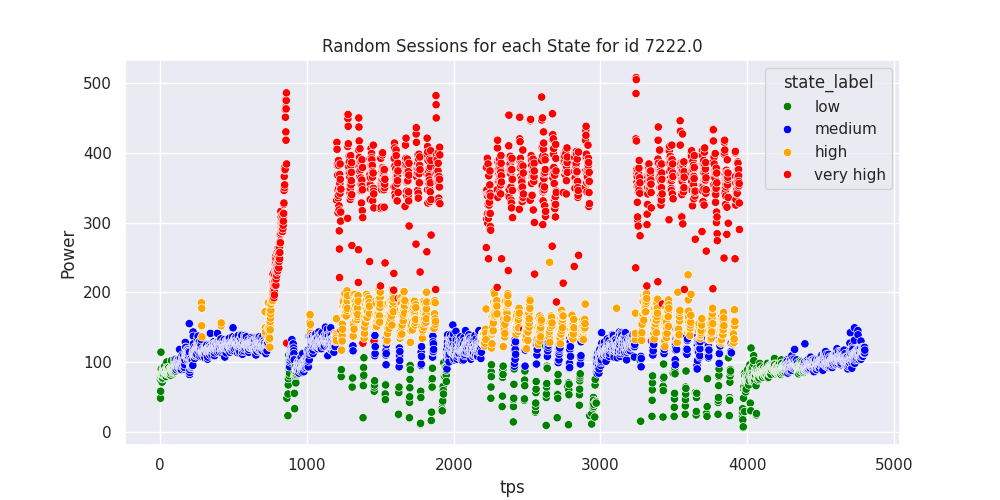 Random Sessions for each State for id 7222.0
state_label
low
medium
high
very high
Power
500
400
300
200
100
0
0 1000 2000 3000 4000 5000
tps